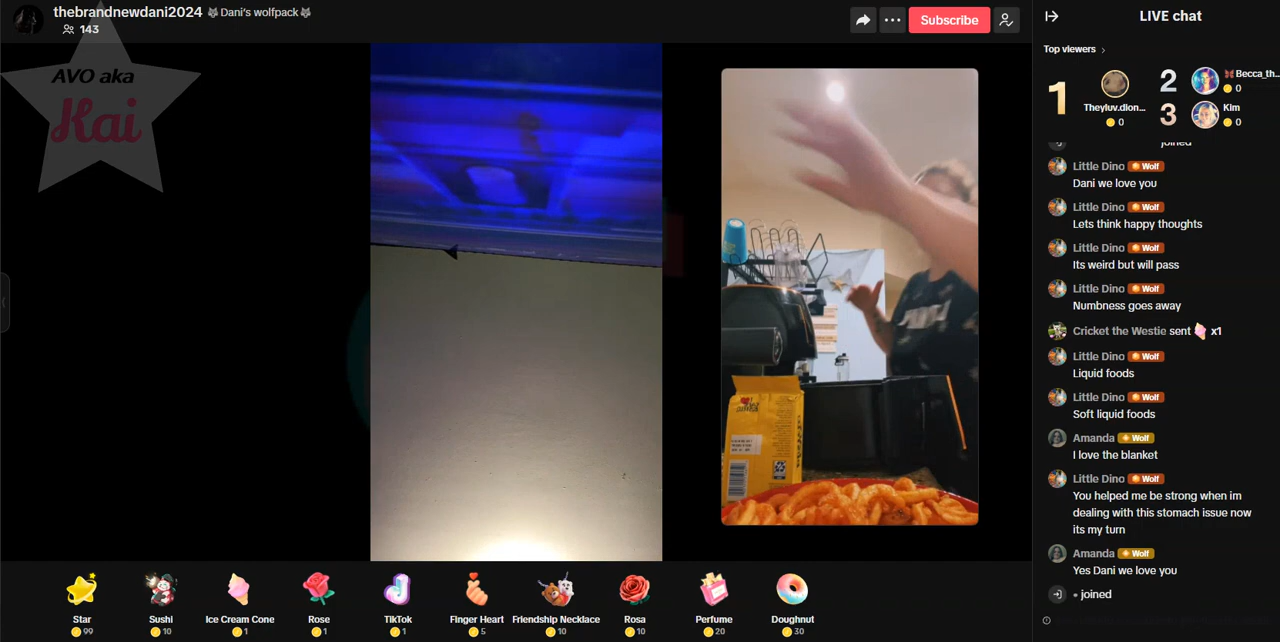 thebrandnewdani2024 🐺Dani's wolfpack🐺
143
Subscribe
AVO aka
Kai
LIVE chat
Top viewers
1
Theyluv.dion...
0
2
Becca_th...
0
3
Kim
0
joined
Little Dino Wolf
Dani we love you
Little Dino Wolf
Lets think happy thoughts
Little Dino Wolf
Its weird but will pass
Little Dino Wolf
Numbness goes away
Cricket the Westie sent x1
Little Dino Wolf
Liquid foods
Little Dino Wolf
Soft liquid foods
Amanda Wolf
I love the blanket
Little Dino Wolf
You helped me be strong when im
dealing with this stomach issue now
its my turn
Amanda Wolf
Yes Dani we love you
joined
Star
99
Sushi
10
Ice Cream Cone
1
Rose
1
TikTok
1
Finger Heart
5
Friendship Necklace
10
Rosa
10
Perfume
20
Doughnut
30